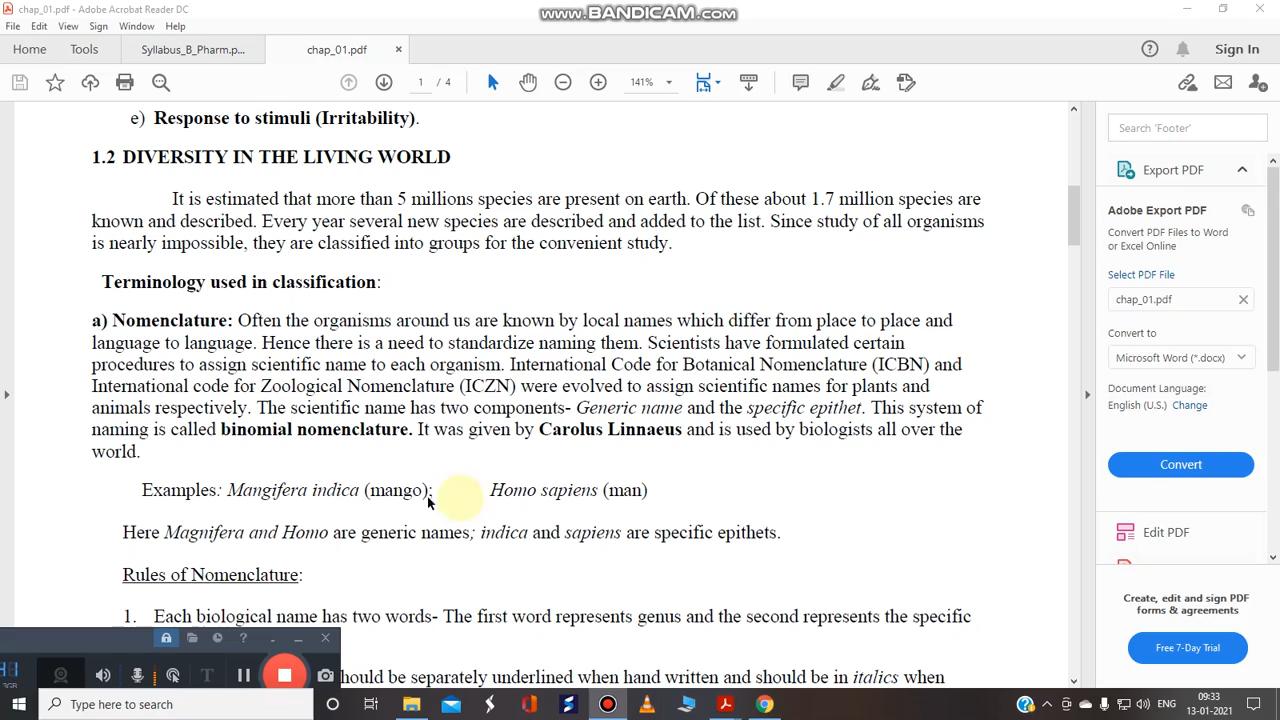 chap_01.pdf - Adobe Acrobat Reader DC
WWW.BANDICAM.COM
File Edit View Sign Window Help
Home Tools Syllabus_B_Pharm.p... chap_01.pdf × Sign In
1 / 4 141%
e) Response to stimuli (Irritability).
1.2 DIVERSITY IN THE LIVING WORLD
It is estimated that more than 5 millions species are present on earth. Of these about 1.7 million species are
known and described. Every year several new species are described and added to the list. Since study of all organisms
is nearly impossible, they are classified into groups for the convenient study.
Terminology used in classification:
a) Nomenclature: Often the organisms around us are known by local names which differ from place to place and
language to language. Hence there is a need to standardize naming them. Scientists have formulated certain
procedures to assign scientific name to each organism. International Code for Botanical Nomenclature (ICBN) and
International code for Zoological Nomenclature (ICZN) were evolved to assign scientific names for plants and
animals respectively. The scientific name has two components- Generic name and the specific epithet. This system of
naming is called binomial nomenclature. It was given by Carolus Linnaeus and is used by biologists all over the
world.
Examples: Mangifera indica (mango); Homo sapiens (man)
Here Magnifera and Homo are generic names; indica and sapiens are specific epithets.
Rules of Nomenclature:
1. Each biological name has two words- The first word represents genus and the second represents the specific
hould be separately underlined when hand written and should be in italics when
Search 'Footer'
Export PDF
Adobe Export PDF
Convert PDF Files to Word
or Excel Online
Select PDF File
chap_01.pdf ×
Convert to
Microsoft Word (*.docx)
Document Language:
English (U.S.) Change
Convert
Edit PDF
Create, edit and sign PDF
forms & agreements
Free 7-Day Trial
Type here to search
ENG
09:33
13-01-2021